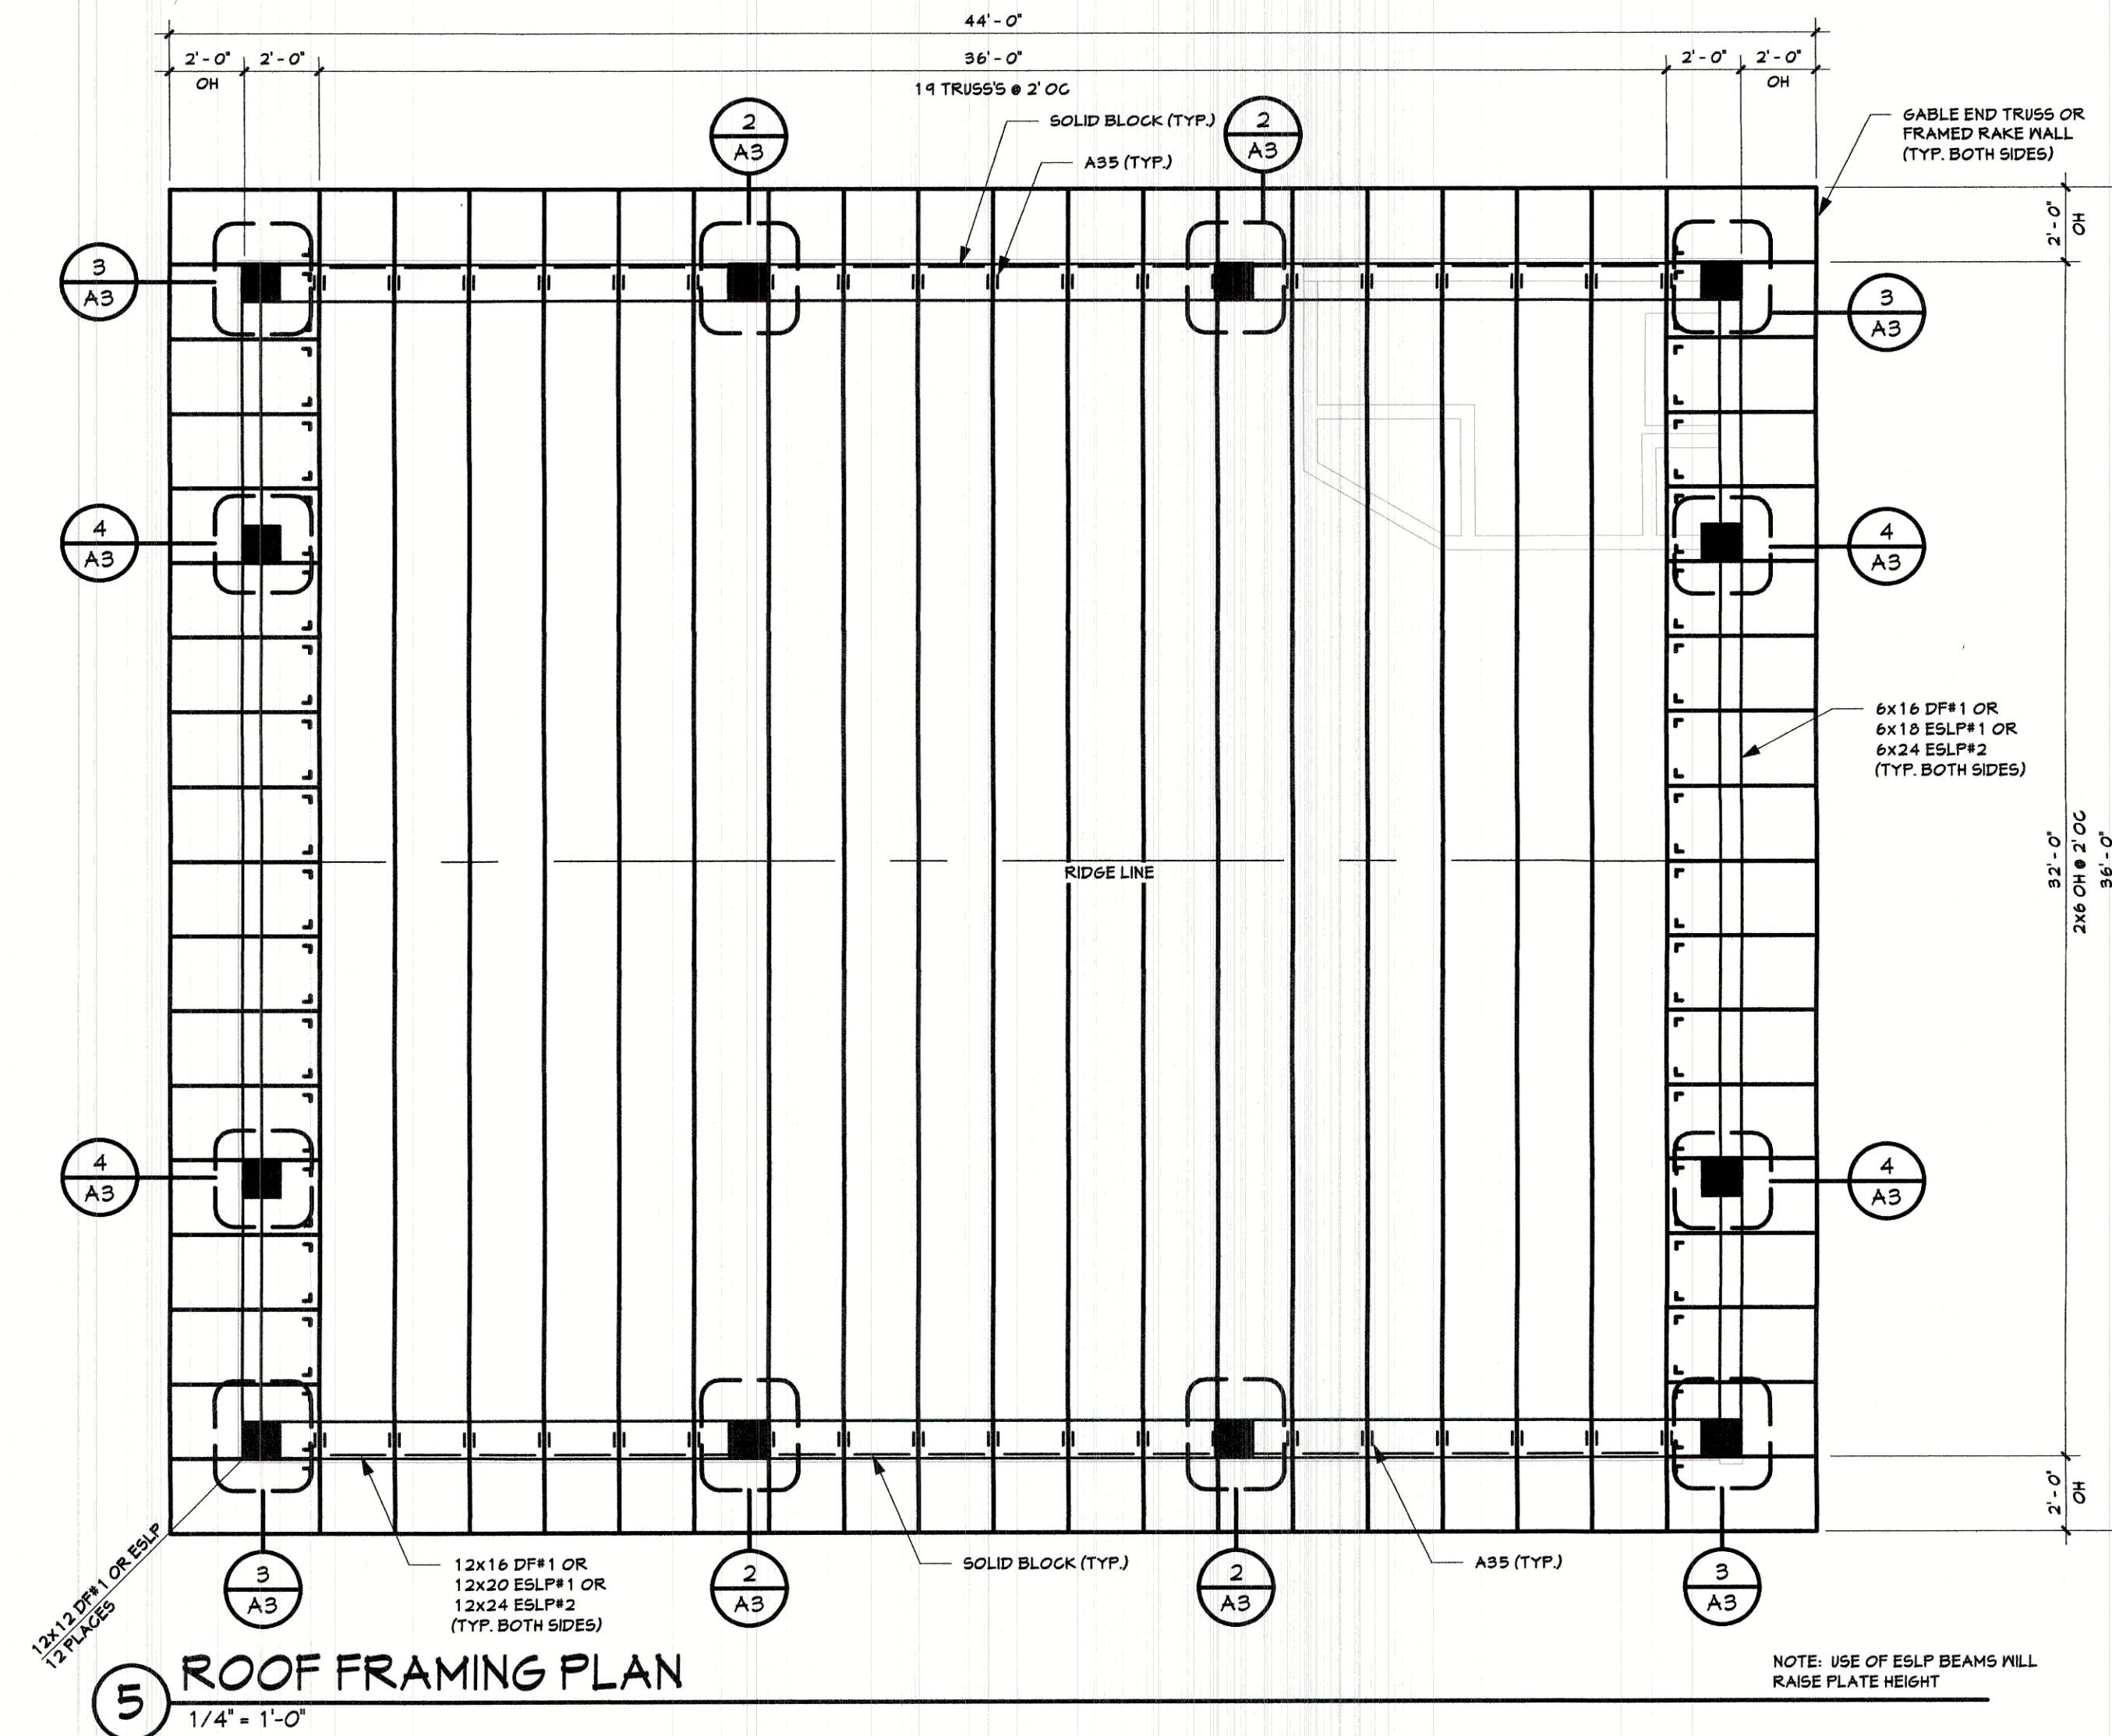 44'-0"
2'-0" 2'-0" 36'-0" 2'-0" 2'-0"
OH 19 TRUSS'S @ 2' OC OH
2
A3
SOLID BLOCK (TYP.)
A35 (TYP.)
2
A3
GABLE END TRUSS OR
FRAMED RAKE WALL
(TYP. BOTH SIDES)
2'-0"
OH
3
A3
3
A3
4
A3
4
A3
6x16 DF#1 OR
6x18 ESLP#1 OR
6x24 ESLP#2
(TYP. BOTH SIDES)
RIDGE LINE
32'-0"
2X6 OH @ 2' OC
36'-0"
4
A3
4
A3
2'-0"
OH
12x12 DF#1 OR ESLP
12 PLACES
3
A3
12x16 DF#1 OR
12x20 ESLP#1 OR
12x24 ESLP#2
(TYP. BOTH SIDES)
2
A3
SOLID BLOCK (TYP.)
2
A3
A35 (TYP.)
3
A3
5 ROOF FRAMING PLAN
1/4" = 1'-0"
NOTE: USE OF ESLP BEAMS WILL
RAISE PLATE HEIGHT